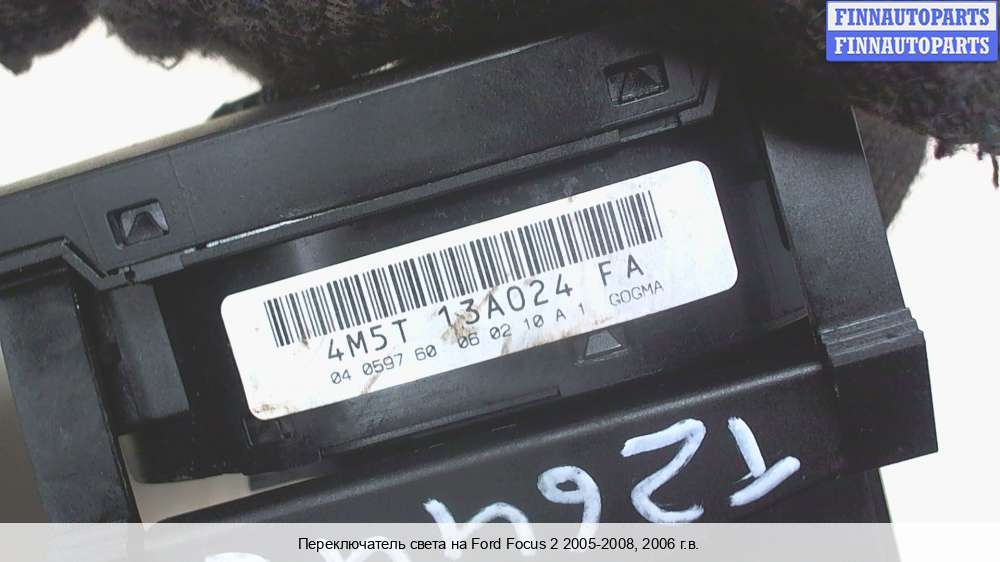 FINNAUTOPARTS
FINNAUTOPARTS
4M5T 13A024 FA
04 0597 60 06 02 10 A 1 GOGMA
Переключатель света на Ford Focus 2 2005-2008, 2006 г.в.